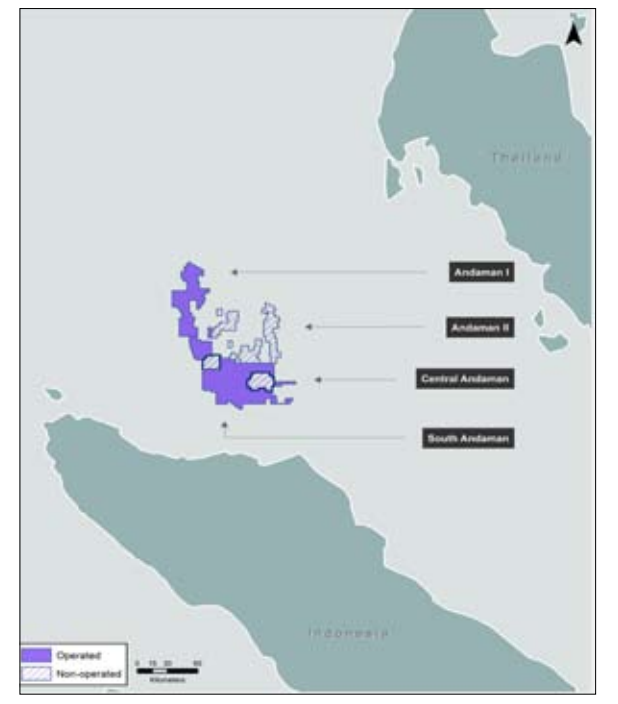 Thailand
Andaman I
Andaman II
Central Andaman
South Andaman
Indonesia
Operated
Non-operated
Kilometers